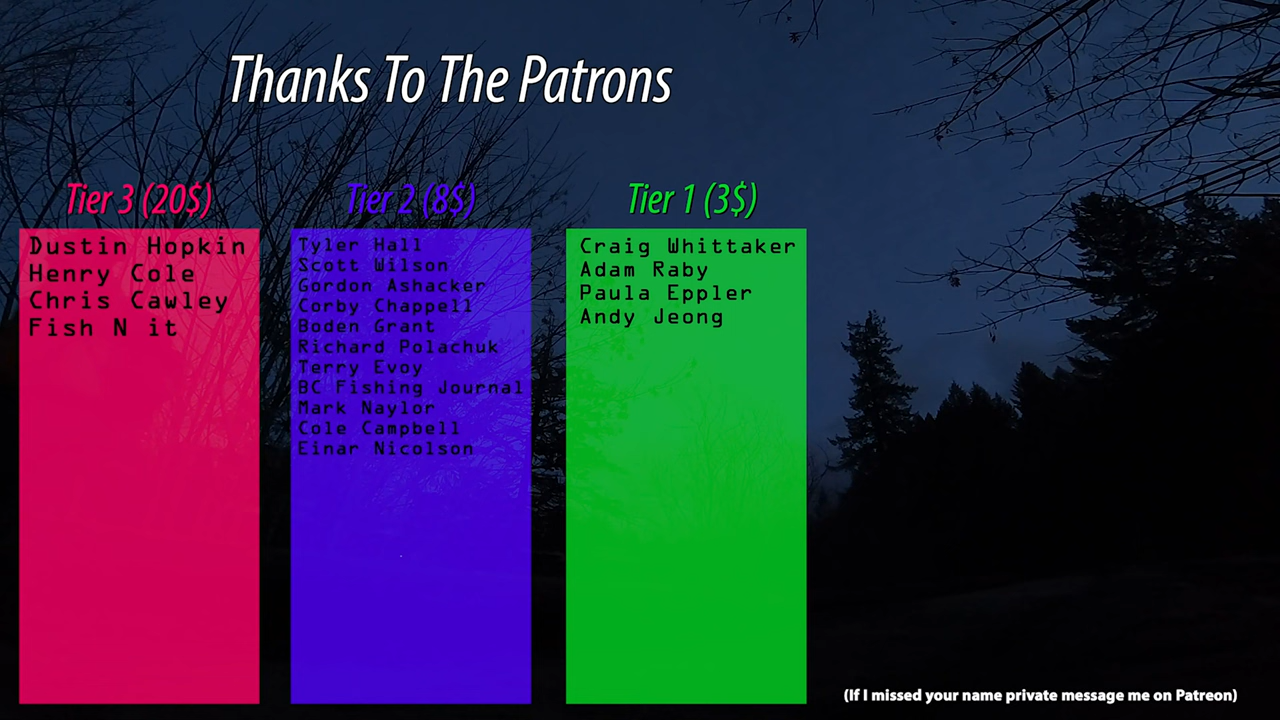 Thanks To The Patrons
Tier 3 (20$)
Dustin Hopkin
Henry Cole
Chris Cawley
Fish N it
Tier 2 (8$)
Tyler Hall
Scott Wilson
Gordon Ashacker
Corby Chappell
Boden Grant
Richard Polachuk
Terry Evoy
BC Fishing Journal
Mark Naylor
Cole Campbell
Einar Nicolson
Tier 1 (3$)
Craig Whittaker
Adam Raby
Paula Eppler
Andy Jeong
(If I missed your name private message me on Patreon)